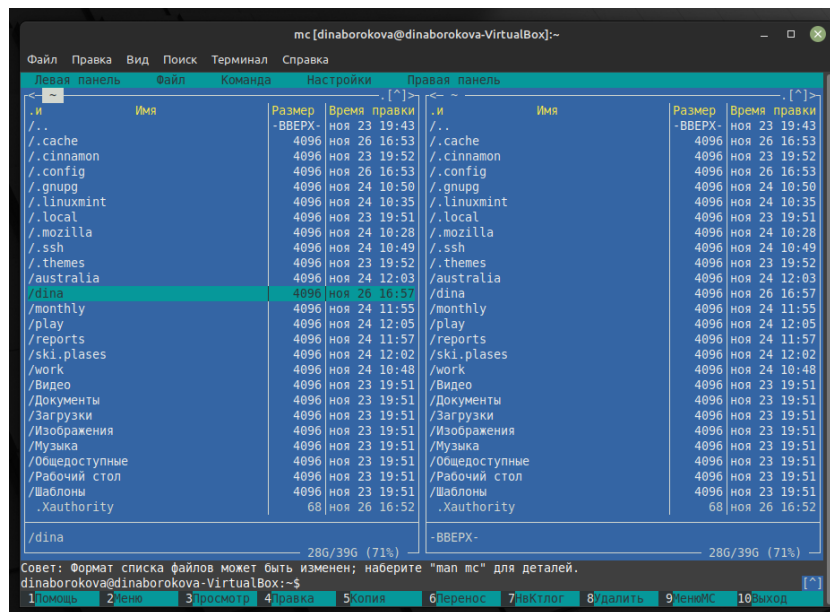 mc [dinaborokova@dinaborokova-VirtualBox]:~
Файл Правка Вид Поиск Терминал Справка
Левая панель Файл Команда Настройки Правая панель
<— ~ .[^]> <— ~ .[^]>
.и Имя Размер Время правки .и Имя Размер Время правки
/.. -ВВЕРХ- ноя 23 19:43 /.. -ВВЕРХ- ноя 23 19:43
/.cache 4096 ноя 26 16:53 /.cache 4096 ноя 26 16:53
/.cinnamon 4096 ноя 23 19:52 /.cinnamon 4096 ноя 23 19:52
/.config 4096 ноя 26 16:53 /.config 4096 ноя 26 16:53
/.gnupg 4096 ноя 24 10:50 /.gnupg 4096 ноя 24 10:50
/.linuxmint 4096 ноя 24 10:35 /.linuxmint 4096 ноя 24 10:35
/.local 4096 ноя 23 19:51 /.local 4096 ноя 23 19:51
/.mozilla 4096 ноя 24 10:28 /.mozilla 4096 ноя 24 10:28
/.ssh 4096 ноя 24 10:49 /.ssh 4096 ноя 24 10:49
/.themes 4096 ноя 23 19:52 /.themes 4096 ноя 23 19:52
/australia 4096 ноя 24 12:03 /australia 4096 ноя 24 12:03
/dina 4096 ноя 26 16:57 /dina 4096 ноя 26 16:57
/monthly 4096 ноя 24 11:55 /monthly 4096 ноя 24 11:55
/play 4096 ноя 24 12:05 /play 4096 ноя 24 12:05
/reports 4096 ноя 24 11:57 /reports 4096 ноя 24 11:57
/ski.plases 4096 ноя 24 12:02 /ski.plases 4096 ноя 24 12:02
/work 4096 ноя 24 10:48 /work 4096 ноя 24 10:48
/Видео 4096 ноя 23 19:51 /Видео 4096 ноя 23 19:51
/Документы 4096 ноя 23 19:51 /Документы 4096 ноя 23 19:51
/Загрузки 4096 ноя 23 19:51 /Загрузки 4096 ноя 23 19:51
/Изображения 4096 ноя 23 19:51 /Изображения 4096 ноя 23 19:51
/Музыка 4096 ноя 23 19:51 /Музыка 4096 ноя 23 19:51
/Общедоступные 4096 ноя 23 19:51 /Общедоступные 4096 ноя 23 19:51
/Рабочий стол 4096 ноя 23 19:51 /Рабочий стол 4096 ноя 23 19:51
/Шаблоны 4096 ноя 23 19:51 /Шаблоны 4096 ноя 23 19:51
.Xauthority 68 ноя 26 16:52 .Xauthority 68 ноя 26 16:52
/dina -ВВЕРХ-
28G/39G (71%) 28G/39G (71%)
Совет: Формат списка файлов может быть изменен; наберите "man mc" для деталей.
dinaborokova@dinaborokova-VirtualBox:~$ [^]
1Помощь 2Меню 3Просмотр 4Правка 5Копия 6Перенос 7НвКтлог 8Удалить 9МенюМС 10Выход